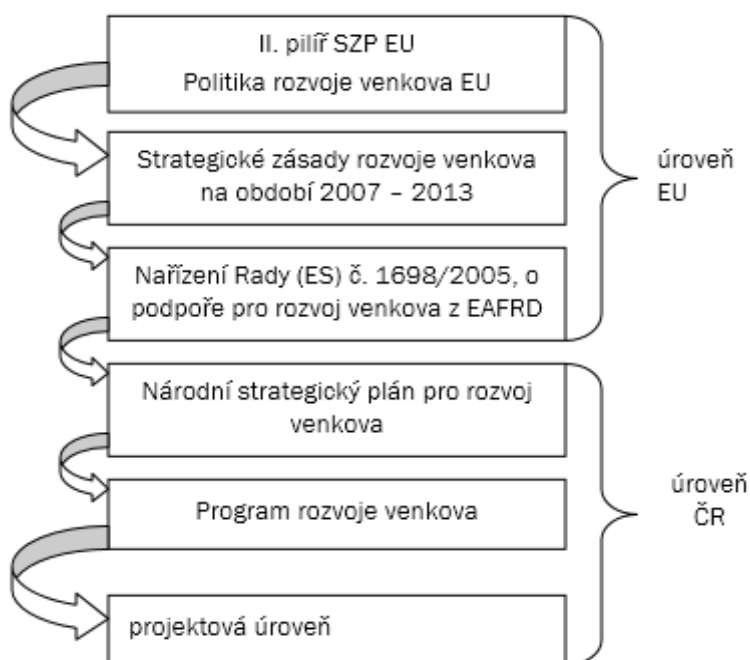 II. pilíř SZP EU
Politika rozvoje venkova EU
Strategické zásady rozvoje venkova
na období 2007 – 2013
úroveň
EU
Nařízení Rady (ES) č. 1698/2005, o
podpoře pro rozvoj venkova z EAFRD
Národní strategický plán pro rozvoj
venkova
Program rozvoje venkova
úroveň
ČR
projektová úroveň